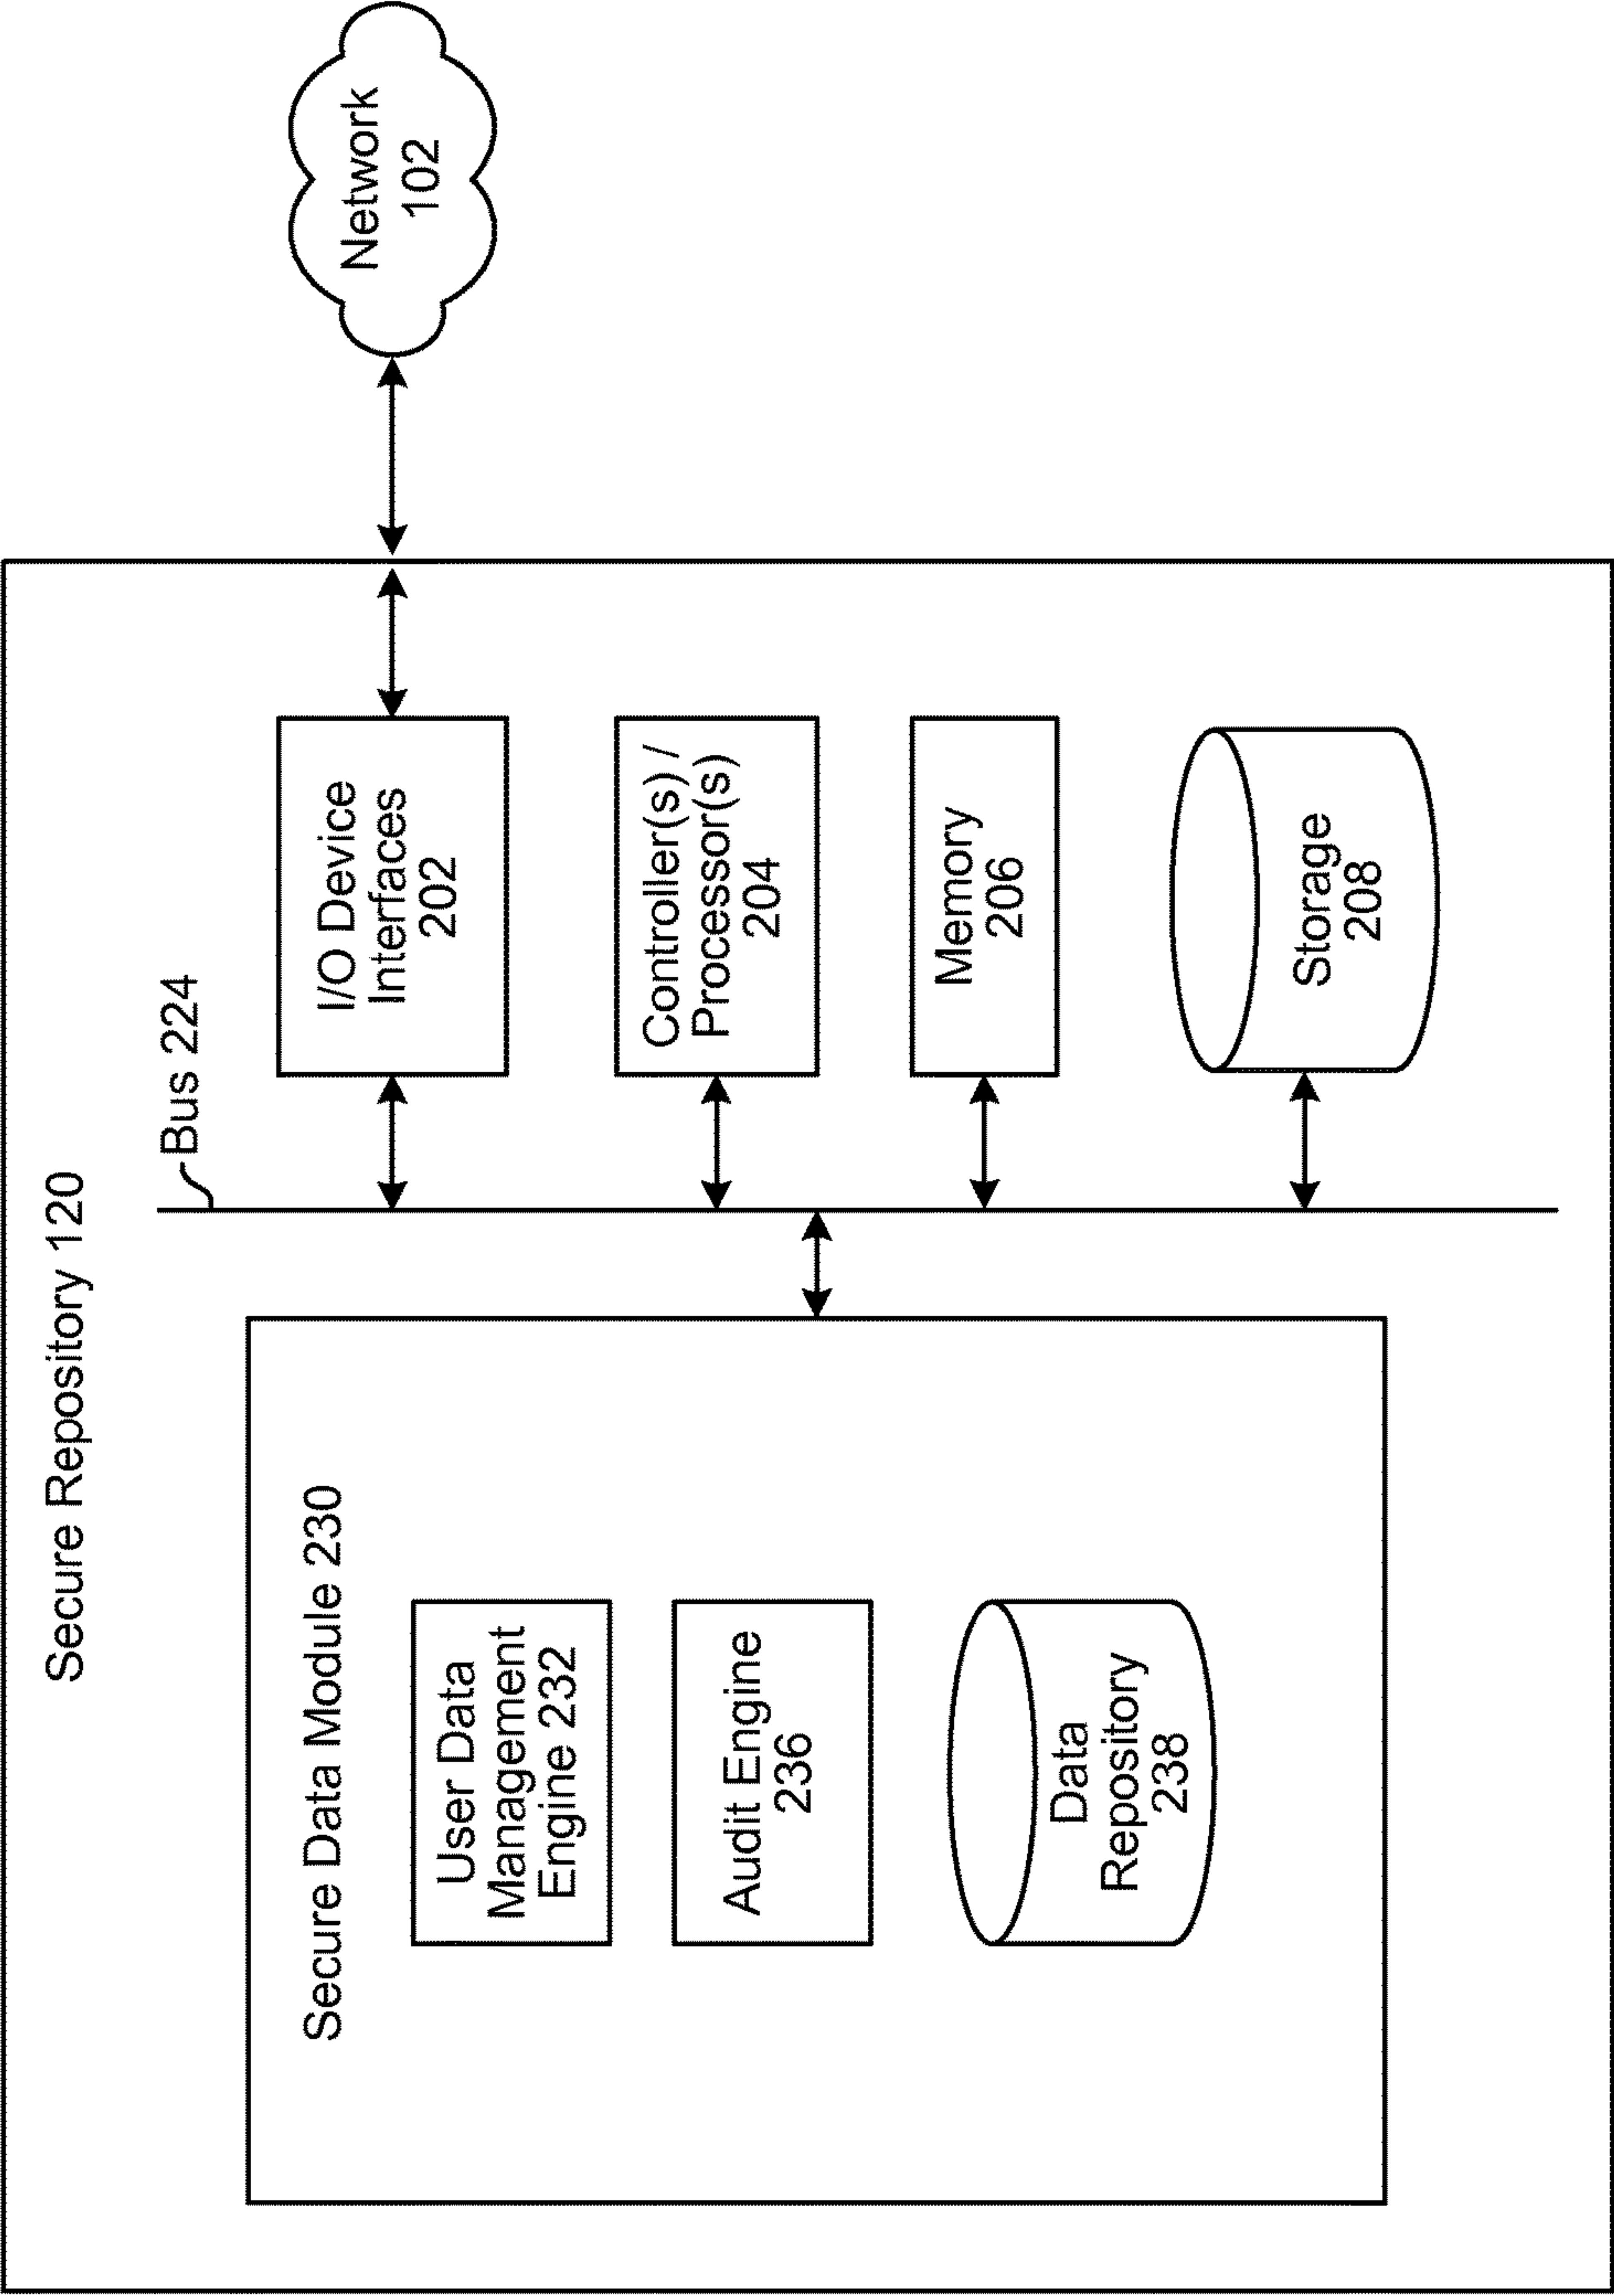 Secure Repository 120
Bus 224
Secure Data Module 230
User Data
Management
Engine 232
Audit Engine
236
Data
Repository
238
I/O Device
Interfaces
202
Controller(s) /
Processor(s)
204
Memory
206
Storage
208
Network
102